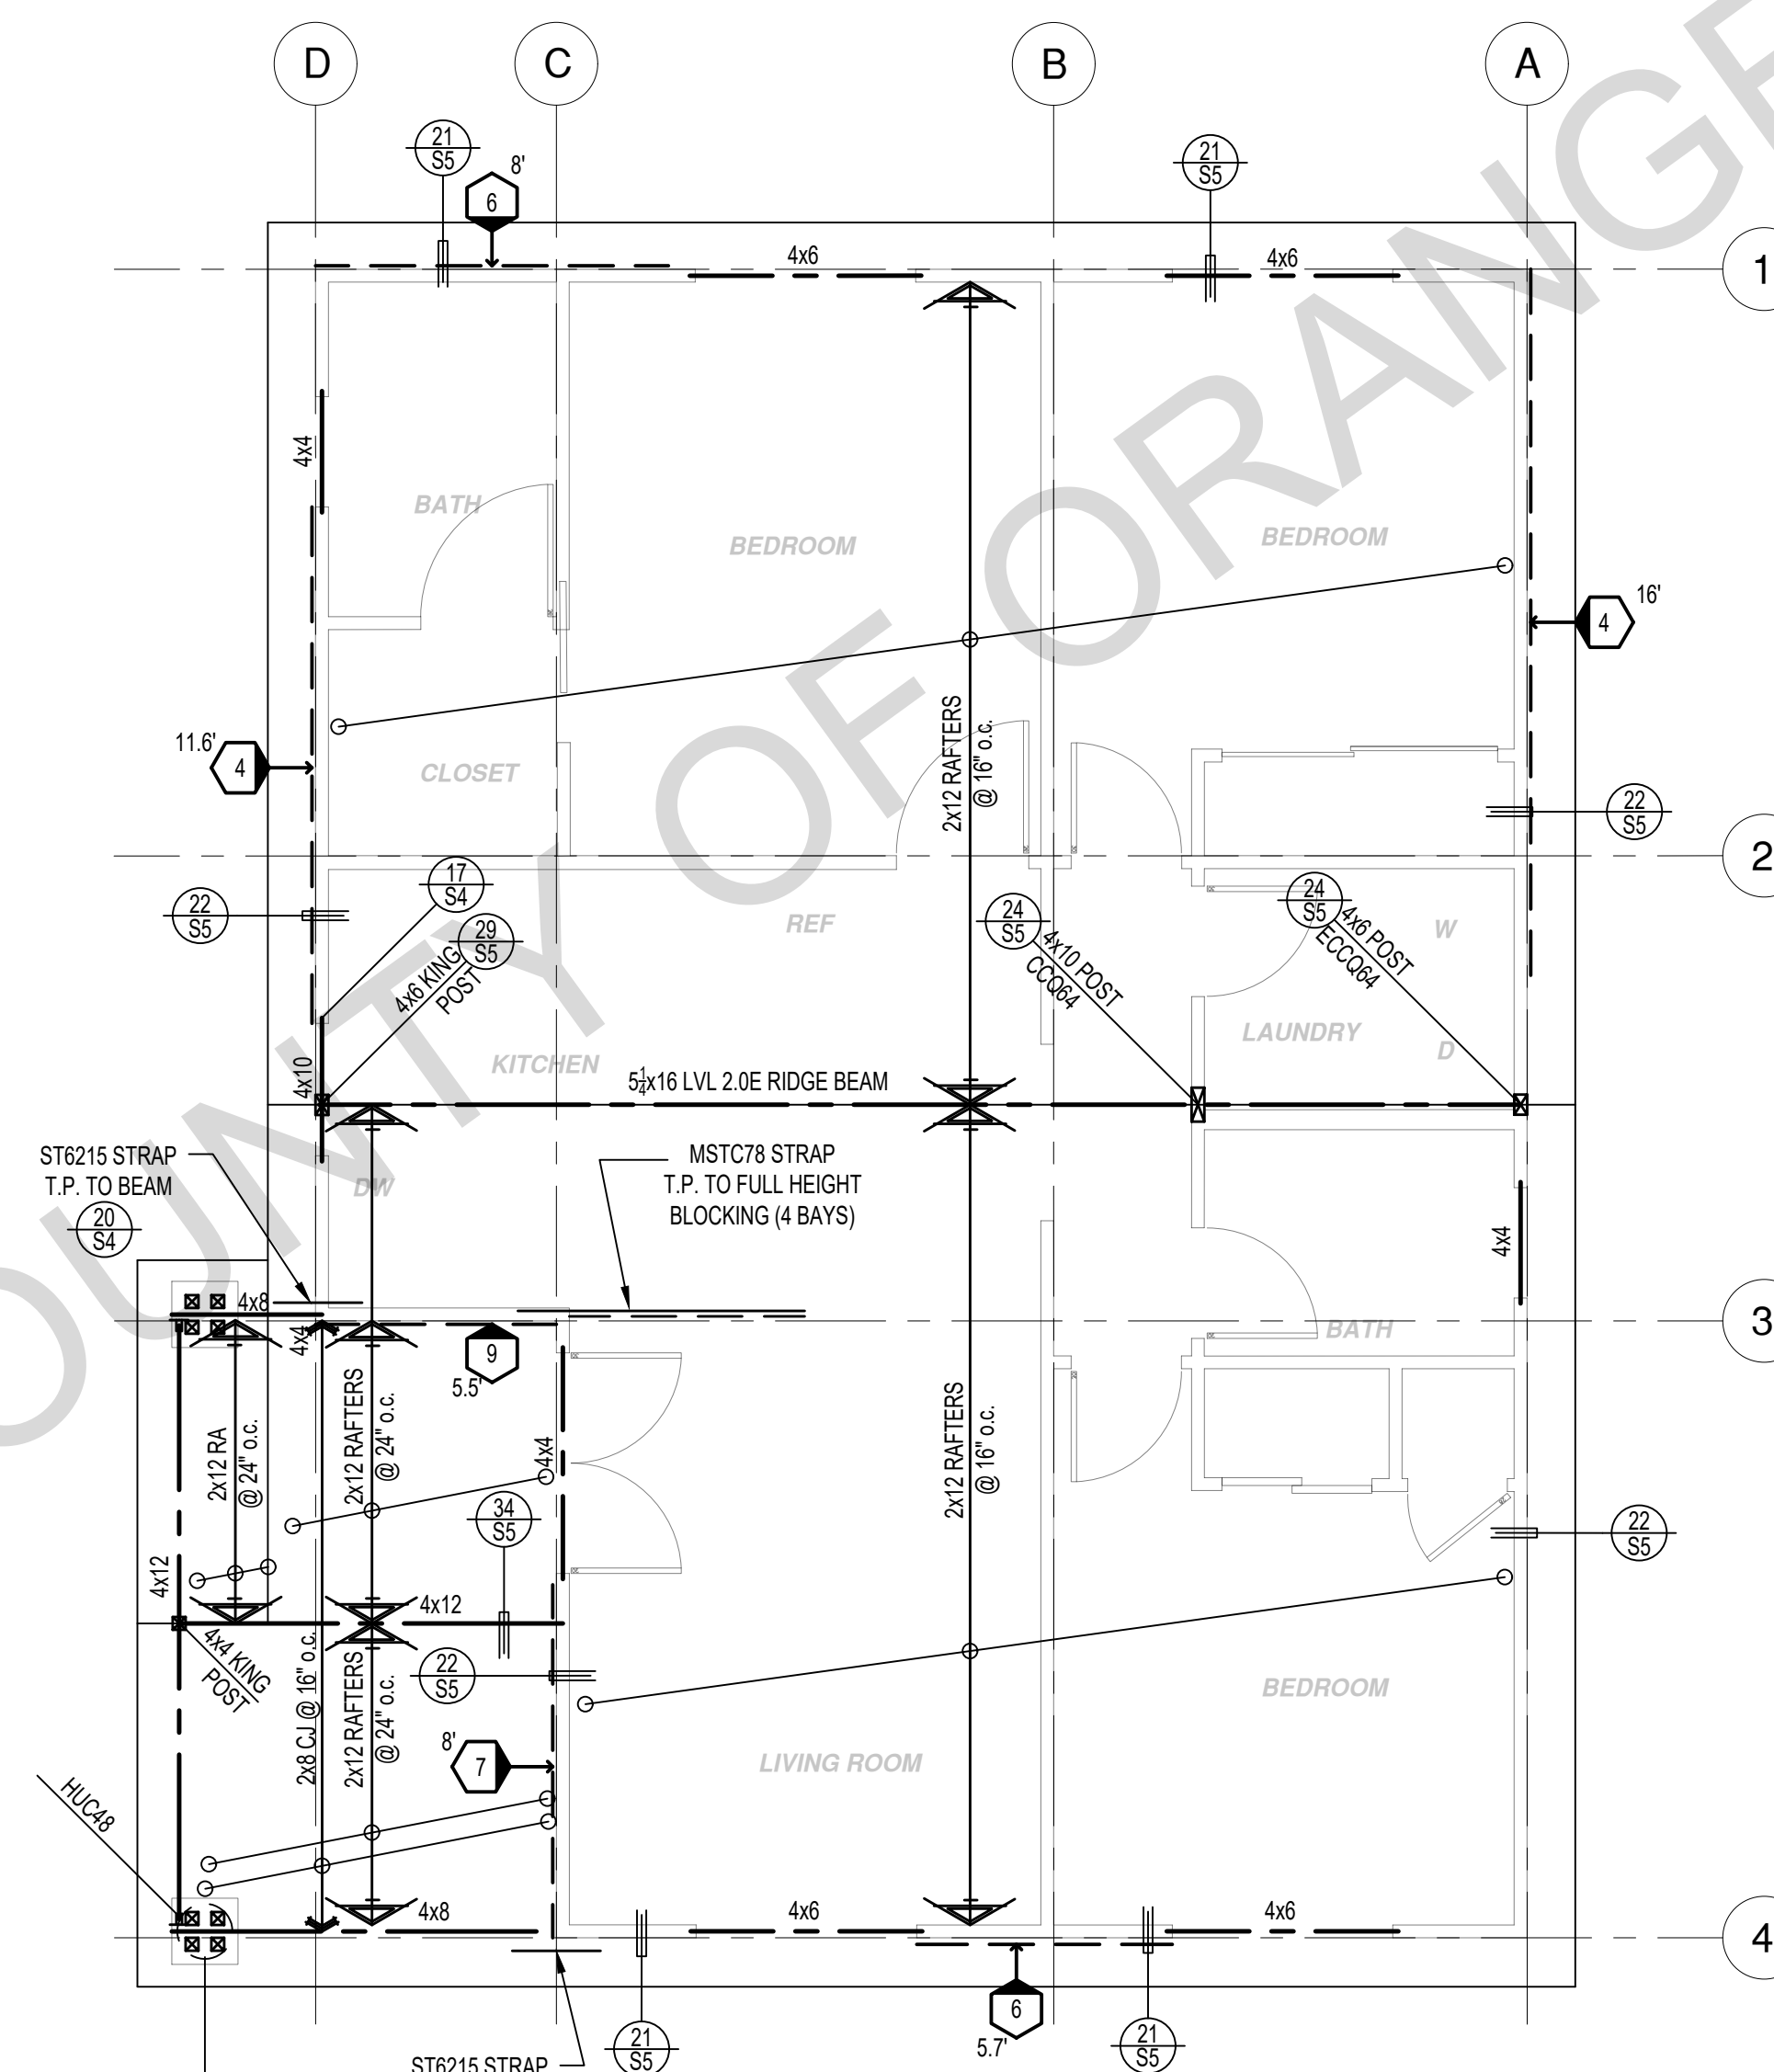 D
C
B
A
21
S5
8'
6
21
S5
4x6
4x6
1
4x4
BATH
BEDROOM
BEDROOM
4
16'
11.6'
4
CLOSET
2x12 RAFTERS
@ 16" o.c.
22
S5
2
17
S4
22
S5
29
S5
4x6 KING
POST
REF
24
S5
4x10 POST
CCQ64
24
S5
4x6 POST
ECCQ64
W
LAUNDRY
D
KITCHEN
4x10
5¼x16 LVL 2.0E RIDGE BEAM
ST6215 STRAP
T.P. TO BEAM
20
S4
DW
MSTC78 STRAP
T.P. TO FULL HEIGHT
BLOCKING (4 BAYS)
4x4
4x8
4x4
9
5.5'
BATH
3
2x12 RA
@ 24" o.c.
2x12 RAFTERS
@ 24" o.c.
4x4
2x12 RAFTERS
@ 16" o.c.
34
S5
22
S5
4x12
4x12
4x4 KING
POST
22
S5
2x8 CJ @ 16" o.c.
2x12 RAFTERS
@ 24" o.c.
8'
7
LIVING ROOM
BEDROOM
HUC48
4x8
4x6
4x6
4
6
5.7'
21
S5
21
S5
ST6215 STRAP
OUNTY OF ORANGE